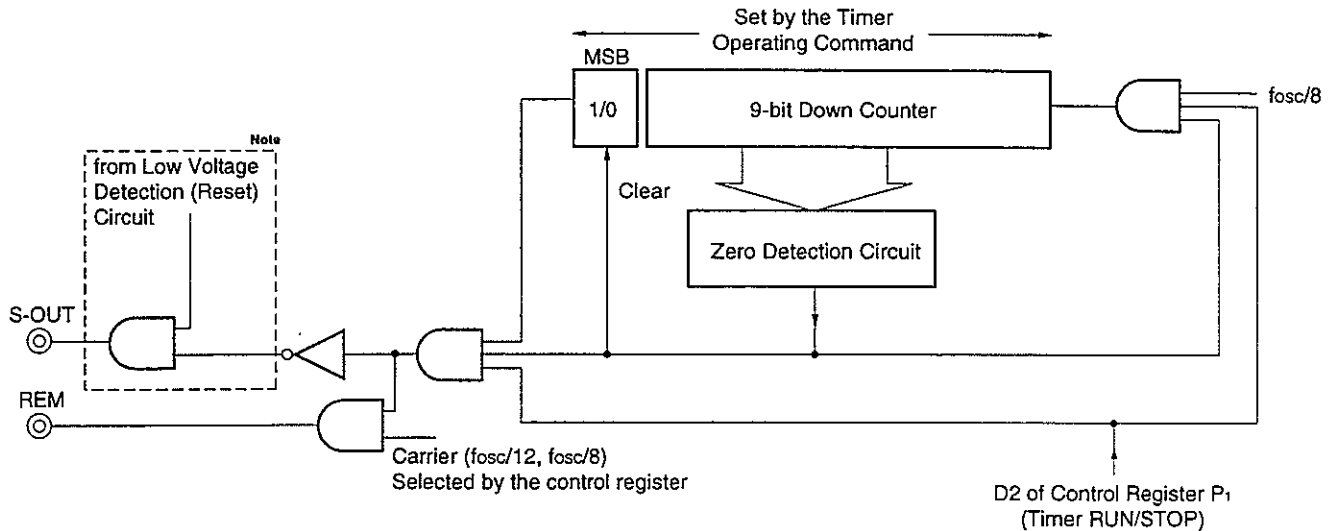 Set by the Timer
Operating Command
MSB
1/0
9-bit Down Counter
fosc/8
Note
from Low Voltage
Detection (Reset)
Circuit
Clear
Zero Detection Circuit
S-OUT
REM
Carrier (fosc/12, fosc/8)
Selected by the control register
D2 of Control Register P1
(Timer RUN/STOP)